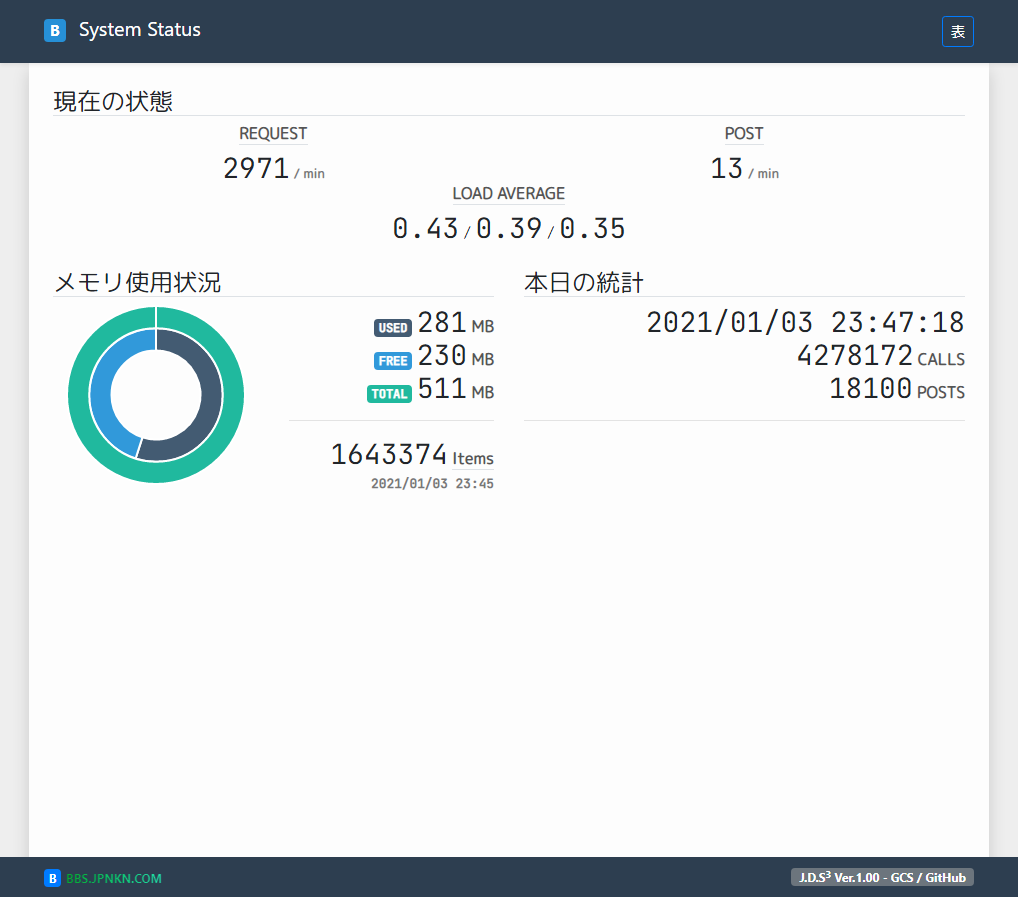 B System Status 表
現在の状態
REQUEST
2971 / min
POST
13 / min
LOAD AVERAGE
0.43 / 0.39 / 0.35
メモリ使用状況
USED 281 MB
FREE 230 MB
TOTAL 511 MB
1643374 Items
2021/01/03 23:45
本日の統計
2021/01/03 23:47:18
4278172 CALLS
18100 POSTS
B BBS.JPNKN.COM
J.D.S³ Ver.1.00 - GCS / GitHub